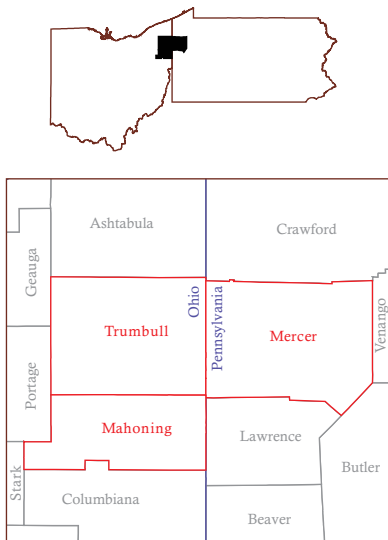 Ashtabula
Crawford
Geauga
Ohio
Pennsylvania
Venango
Trumbull
Mercer
Portage
Mahoning
Lawrence
Stark
Butler
Columbiana
Beaver